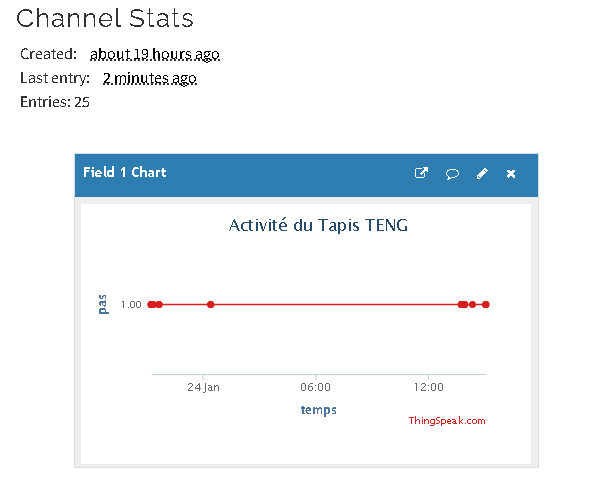 Channel Stats
Created: about 19 hours ago
Last entry: 2 minutes ago
Entries: 25
Field 1 Chart
Activité du Tapis TENG
pas
1.00
24 Jan 06:00 12:00
temps
ThingSpeak.com